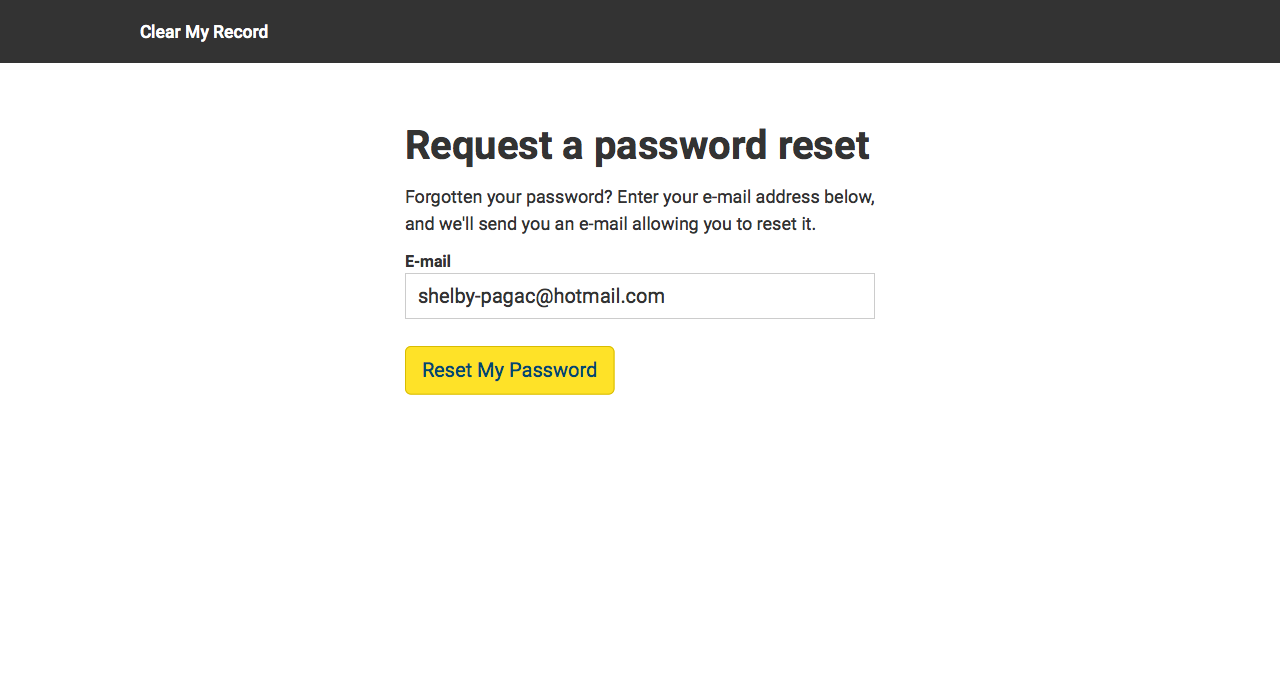 Clear My Record
Request a password reset
Forgotten your password? Enter your e-mail address below,
and we'll send you an e-mail allowing you to reset it.
E-mail
shelby-pagac@hotmail.com
Reset My Password